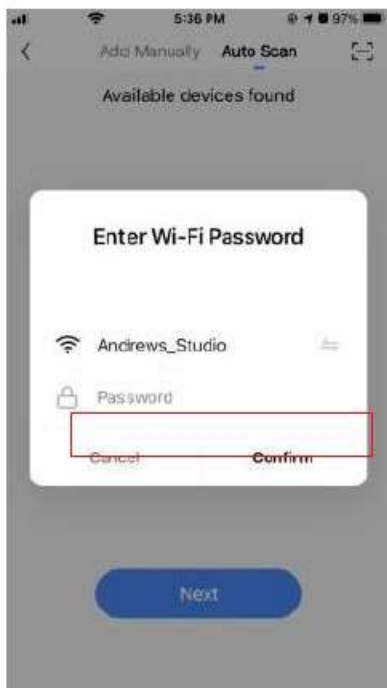 5:36 PM 97%
Add Manually Auto Scan
Available devices found
Enter Wi-Fi Password
Andrews_Studio
Password
Cancel Confirm
Next